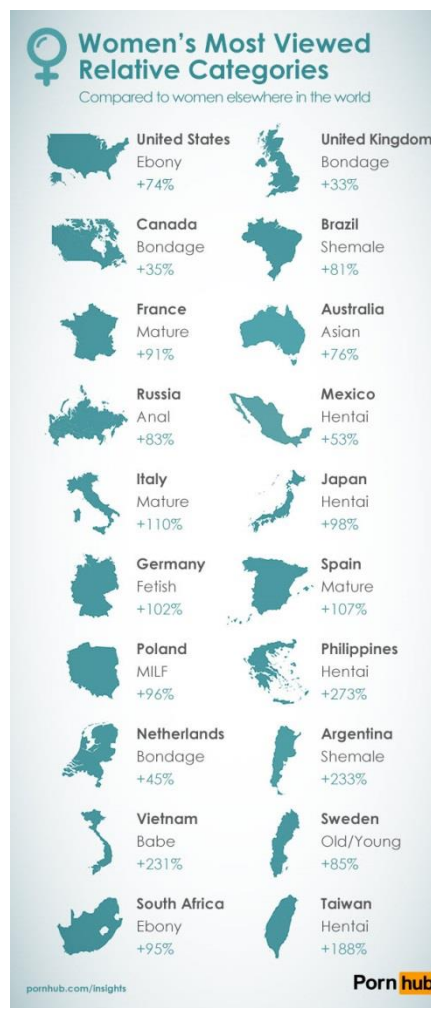 Women's Most Viewed
Relative Categories
Compared to women elsewhere in the world
United States
Ebony
+74%
United Kingdom
Bondage
+33%
Canada
Bondage
+35%
Brazil
Shemale
+81%
France
Mature
+91%
Australia
Asian
+76%
Russia
Anal
+83%
Mexico
Hentai
+53%
Italy
Mature
+110%
Japan
Hentai
+98%
Germany
Fetish
+102%
Spain
Mature
+107%
Poland
MILF
+96%
Philippines
Hentai
+273%
Netherlands
Bondage
+45%
Argentina
Shemale
+233%
Vietnam
Babe
+231%
Sweden
Old/Young
+85%
South Africa
Ebony
+95%
Taiwan
Hentai
+188%
pornhub.com/insights
Porn hub